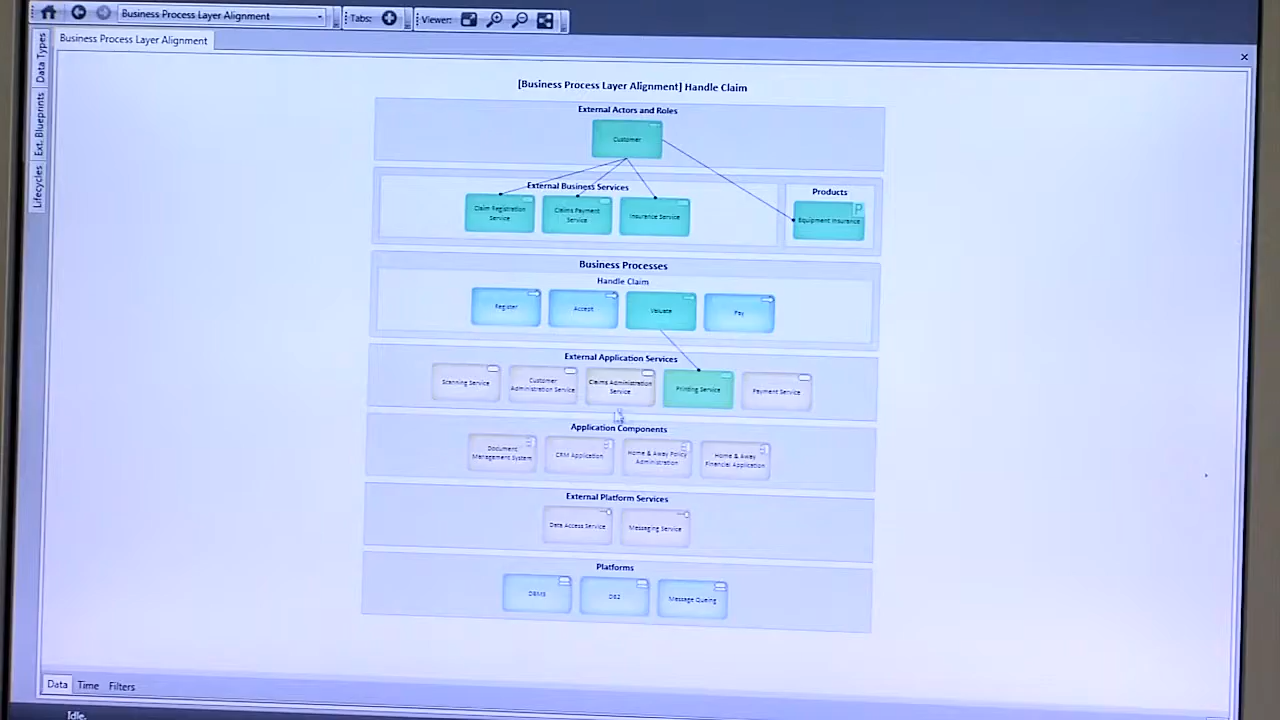 Business Process Layer Alignment
Tabs:
Viewer:
Business Process Layer Alignment
Data Types
Ext. Blueprints
Lifecycles
[Business Process Layer Alignment] Handle Claim
External Actors and Roles
Customer
External Business Services
Products
Claim Registration
Service
Claims Payment
Service
Insurance Service
Equipment Insurance
Business Processes
Handle Claim
Register
Accept
Valuate
Pay
External Application Services
Scanning Service
Customer
Administration Service
Claims Administration
Service
Printing Service
Payment Service
Application Components
Document
Management System
CRM Application
Home & Away Policy
Administration
Home & Away
Financial Application
External Platform Services
Data Access Service
Messaging Service
Platforms
DBMS
DB2
Message Queing
Data
Time
Filters
Idle.